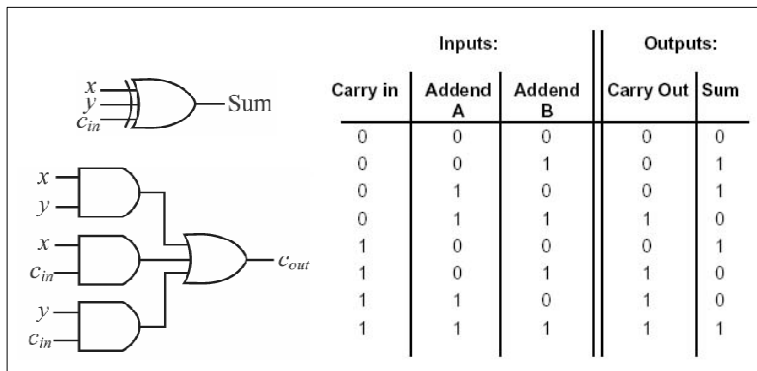 x
y
c_in
Sum
x
y
x
c_in
y
c_in
c_out
Inputs: Outputs:
Carry in Addend A Addend B Carry Out Sum
0 0 0 0 0
0 0 1 0 1
0 1 0 0 1
0 1 1 1 0
1 0 0 0 1
1 0 1 1 0
1 1 0 1 0
1 1 1 1 1